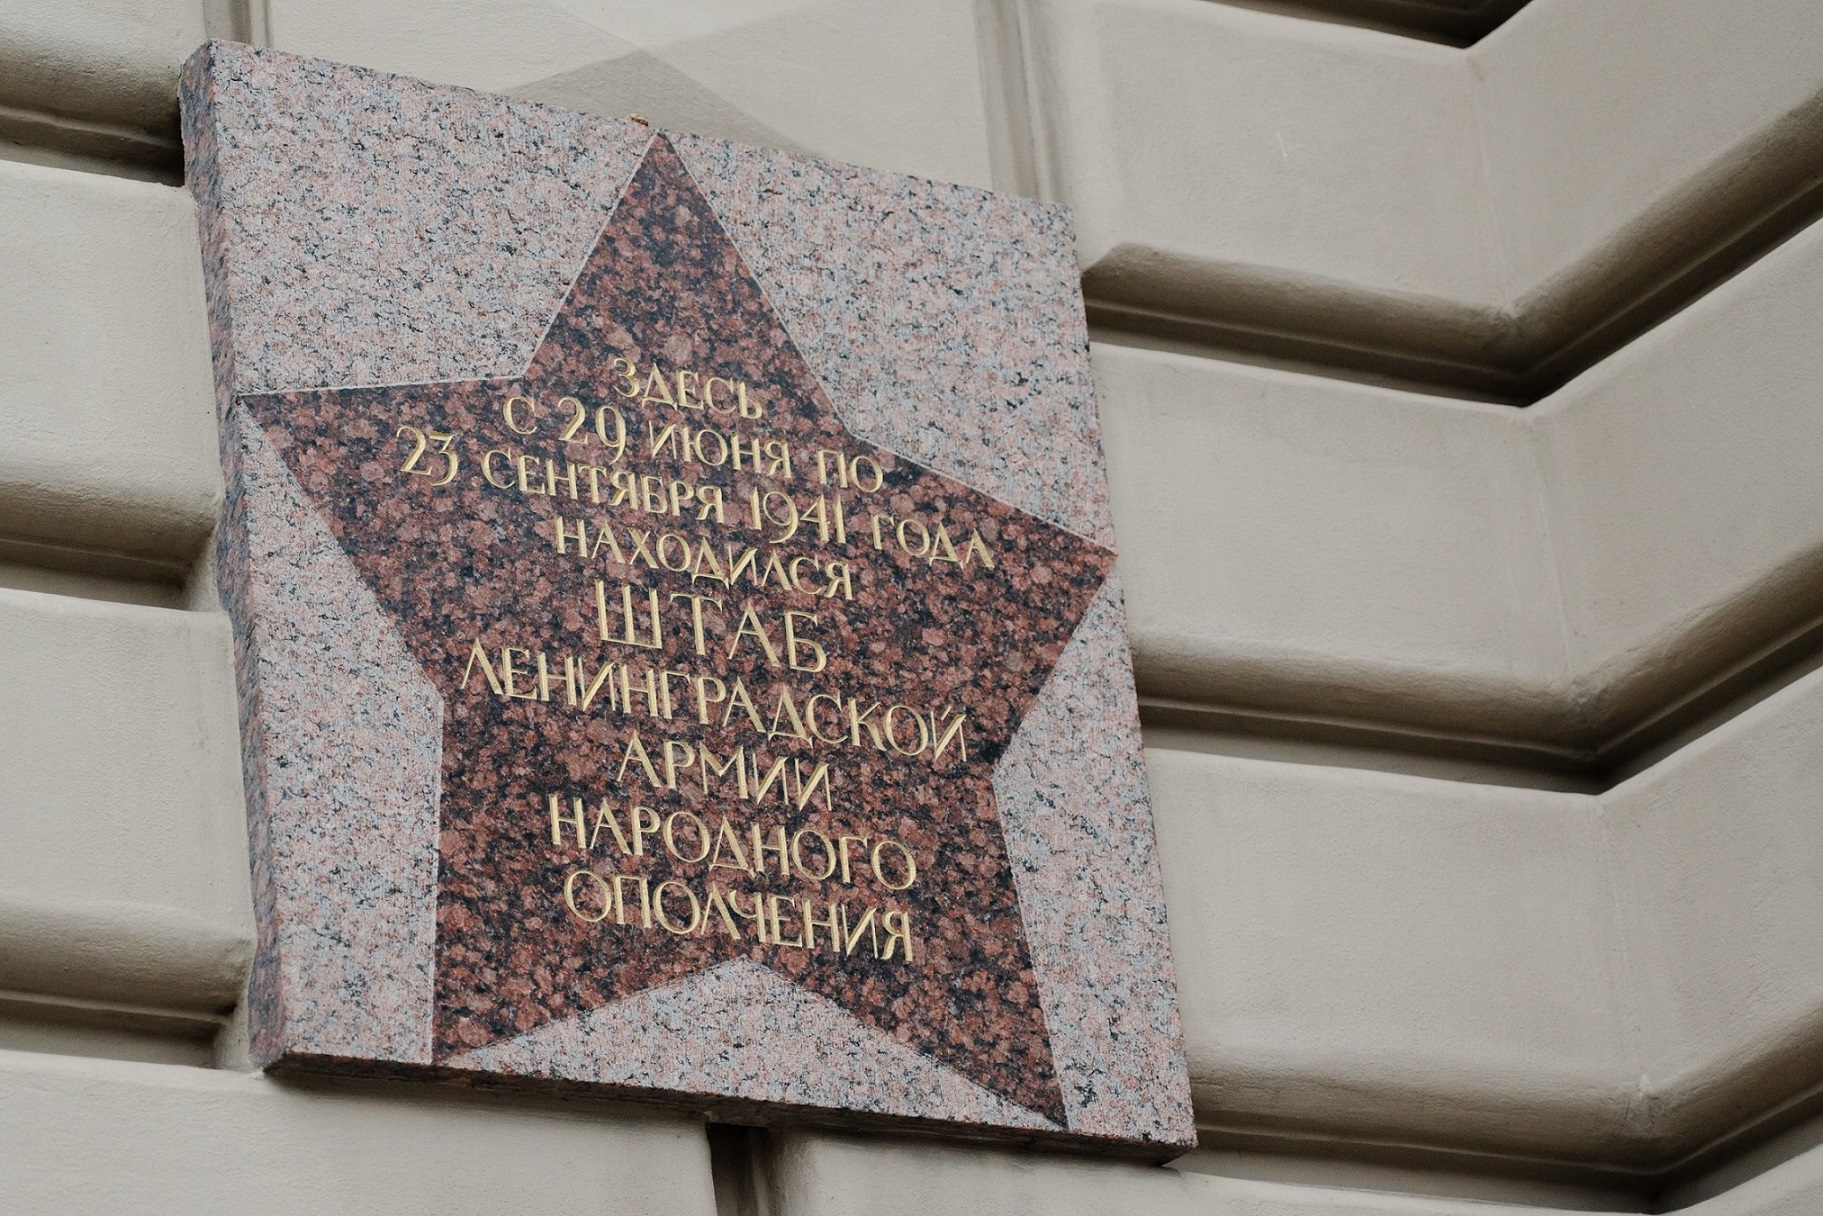 ЗДЕСЬ
С 29 ИЮНЯ ПО
23 СЕНТЯБРЯ 1941 ГОДА
НАХОДИЛСЯ
ШТАБ
ЛЕНИНГРАДСКОЙ
АРМИИ
НАРОДНОГО
ОПОЛЧЕНИЯ